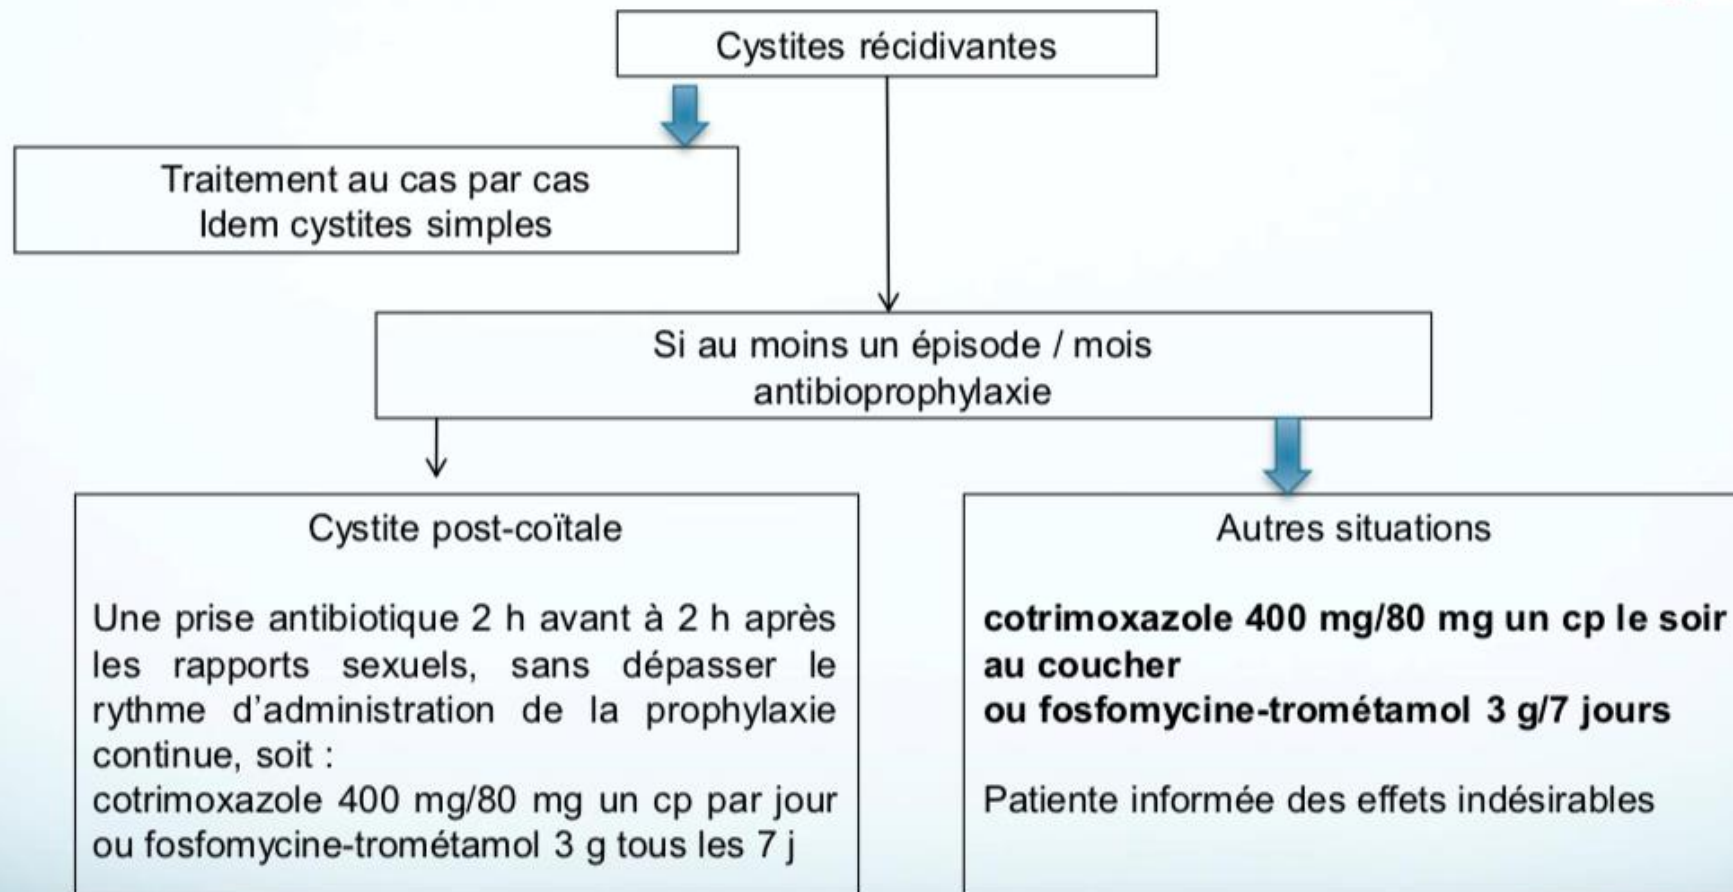 Cystites récidivantes
Traitement au cas par cas
Idem cystites simples
Si au moins un épisode / mois
antibioprophylaxie
Cystite post-coïtale
Une prise antibiotique 2 h avant à 2 h après
les rapports sexuels, sans dépasser le
rythme d'administration de la prophylaxie
continue, soit :
cotrimoxazole 400 mg/80 mg un cp par jour
ou fosfomycine-trométamol 3 g tous les 7 j
Autres situations
cotrimoxazole 400 mg/80 mg un cp le soir
au coucher
ou fosfomycine-trométamol 3 g/7 jours
Patiente informée des effets indésirables